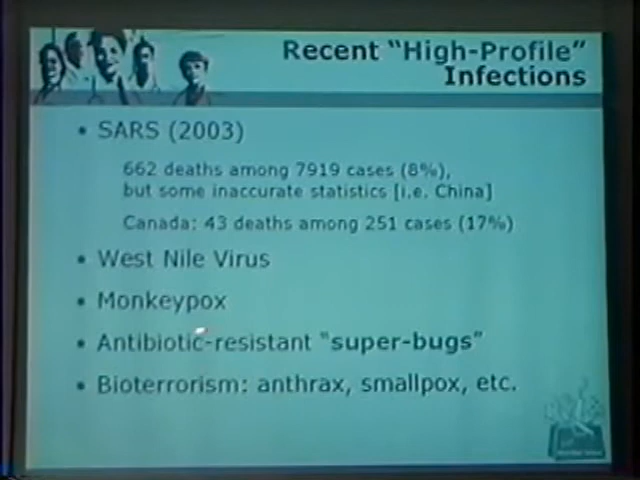 Recent “High-Profile”
Infections
• SARS (2003)
662 deaths among 7919 cases (8%),
but some inaccurate statistics [i.e. China]
Canada: 43 deaths among 251 cases (17%)
• West Nile Virus
• Monkeypox
• Antibiotic-resistant “super-bugs”
• Bioterrorism: anthrax, smallpox, etc.